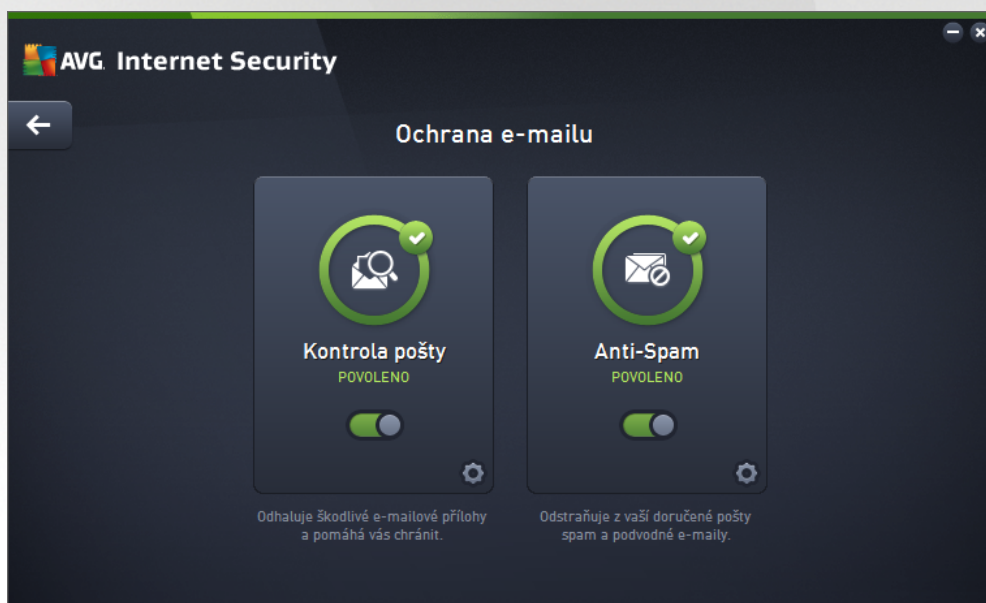 AVG. Internet Security
Ochrana e-mailu
Kontrola pošty
POVOLENO
Odhaluje škodlivé e-mailové přílohy
a pomáhá vás chránit.
Anti-Spam
POVOLENO
Odstraňuje z vaší doručené pošty
spam a podvodné e-maily.